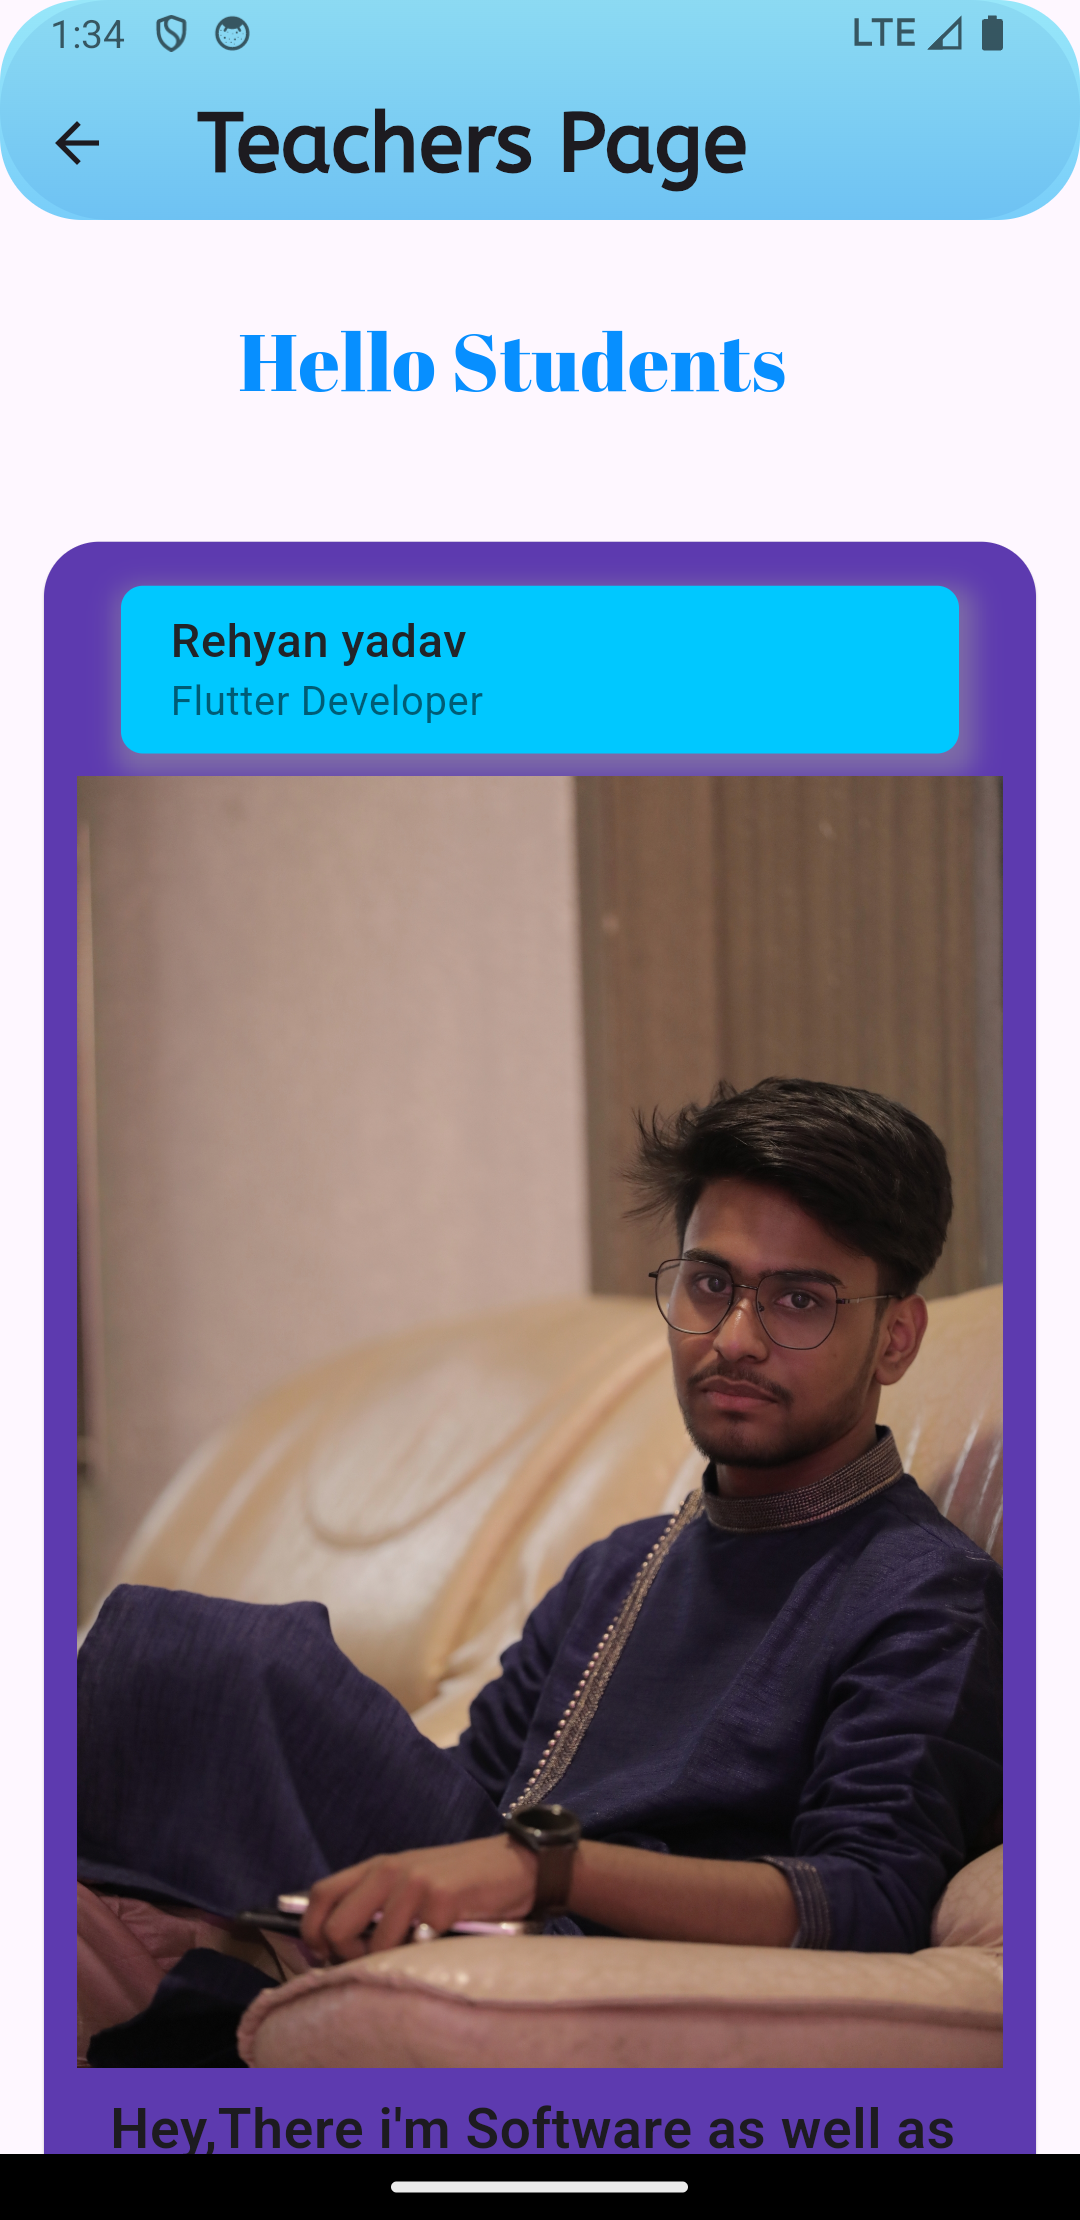 1:34 LTE
Teachers Page
Hello Students
Rehyan yadav
Flutter Developer
Hey,There i'm Software as well as